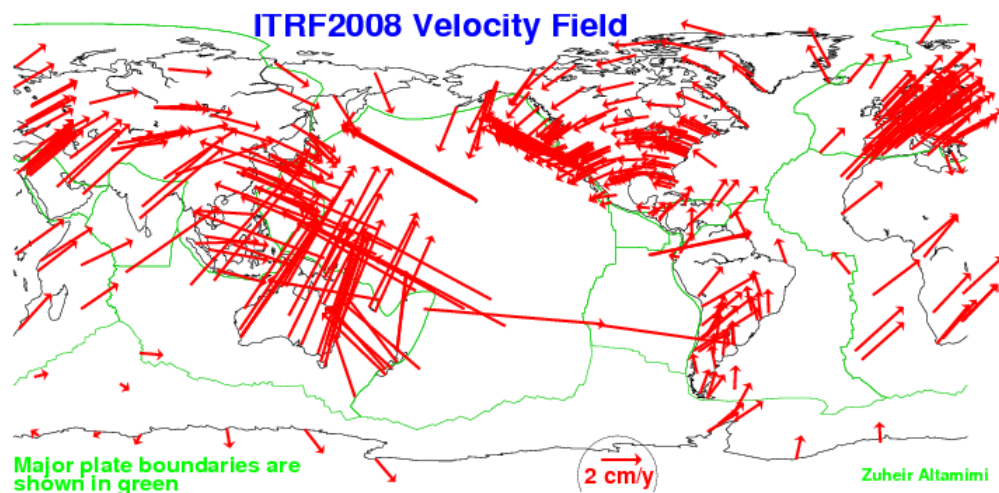 ITRF2008 Velocity Field
Major plate boundaries are
shown in green
2 cm/y
Zuheir Altamimi